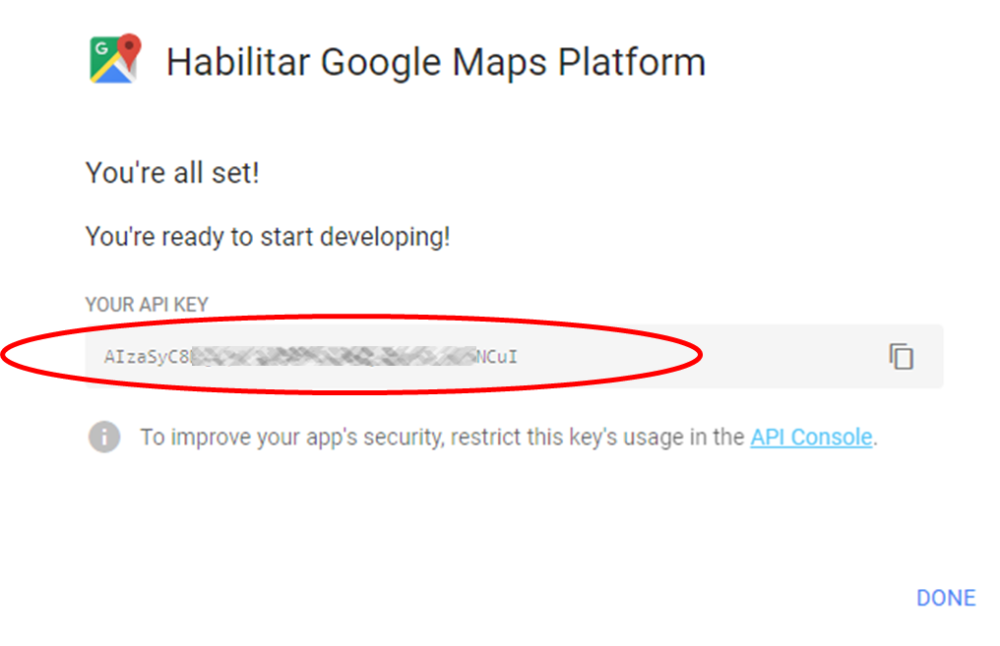 G
Habilitar Google Maps Platform
You're all set!
You're ready to start developing!
YOUR API KEY
AIzaSyC8 NCuI
i To improve your app's security, restrict this key's usage in the API Console.
DONE